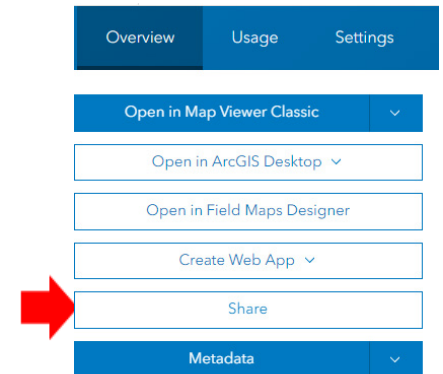 Overview Usage Settings
Open in Map Viewer Classic
Open in ArcGIS Desktop
Open in Field Maps Designer
Create Web App
Share
Metadata